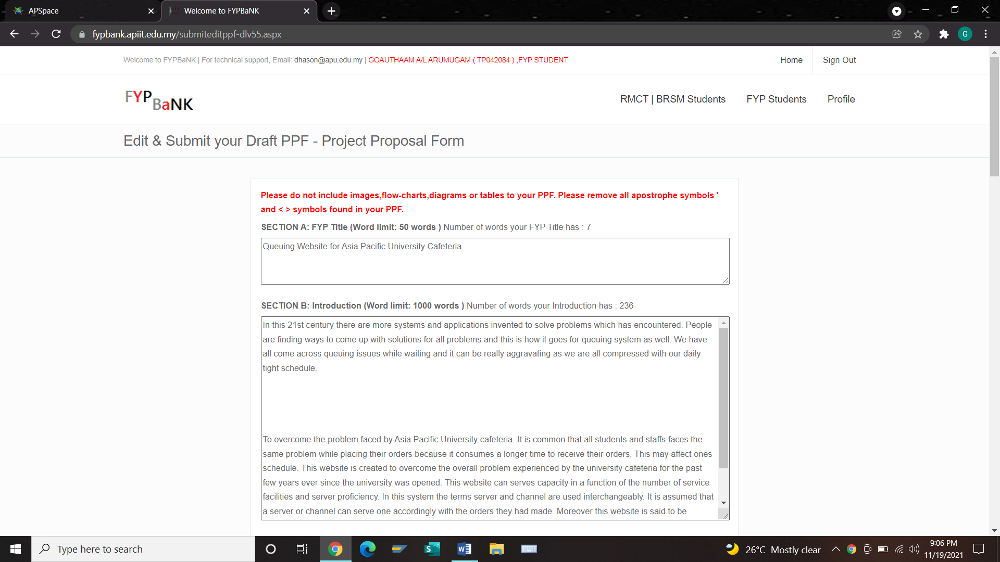 APSpace
Welcome to FYPBaNK
fypbank.apiit.edu.my/submiteditppf-dlv55.aspx
G
Welcome to FYPBaNK | For technical support, Email: dhason@apu.edu.my | GOAUTHAAM A/L ARUMUGAM ( TP042084 ) ,FYP STUDENT
Home
Sign Out
FYP BaNK
RMCT | BRSM Students
FYP Students
Profile
Edit & Submit your Draft PPF - Project Proposal Form
Please do not include images,flow-charts,diagrams or tables to your PPF. Please remove all apostrophe symbols '
and < > symbols found in your PPF.
SECTION A: FYP Title (Word limit: 50 words ) Number of words your FYP Title has : 7
Queuing Website for Asia Pacific University Cafeteria
SECTION B: Introduction (Word limit: 1000 words ) Number of words your Introduction has : 236
In this 21st century there are more systems and applications invented to solve problems which has encountered. People
are finding ways to come up with solutions for all problems and this is how it goes for queuing system as well. We have
all come across queuing issues while waiting and it can be really aggravating as we are all compressed with our daily
tight schedule.
To overcome the problem faced by Asia Pacific University cafeteria. It is common that all students and staffs faces the
same problem while placing their orders because it consumes a longer time to receive their orders. This may affect ones
schedule. This website is created to overcome the overall problem experienced by the university cafeteria for the past
few years ever since the university was opened. This website can serves capacity in a function of the number of service
facilities and server proficiency. In this system the terms server and channel are used interchangeably. It is assumed that
a server or channel can serve one accordingly with the orders they had made. Moreover this website is said to be
Type here to search
S
W
26°C Mostly clear
9:06 PM
11/19/2021